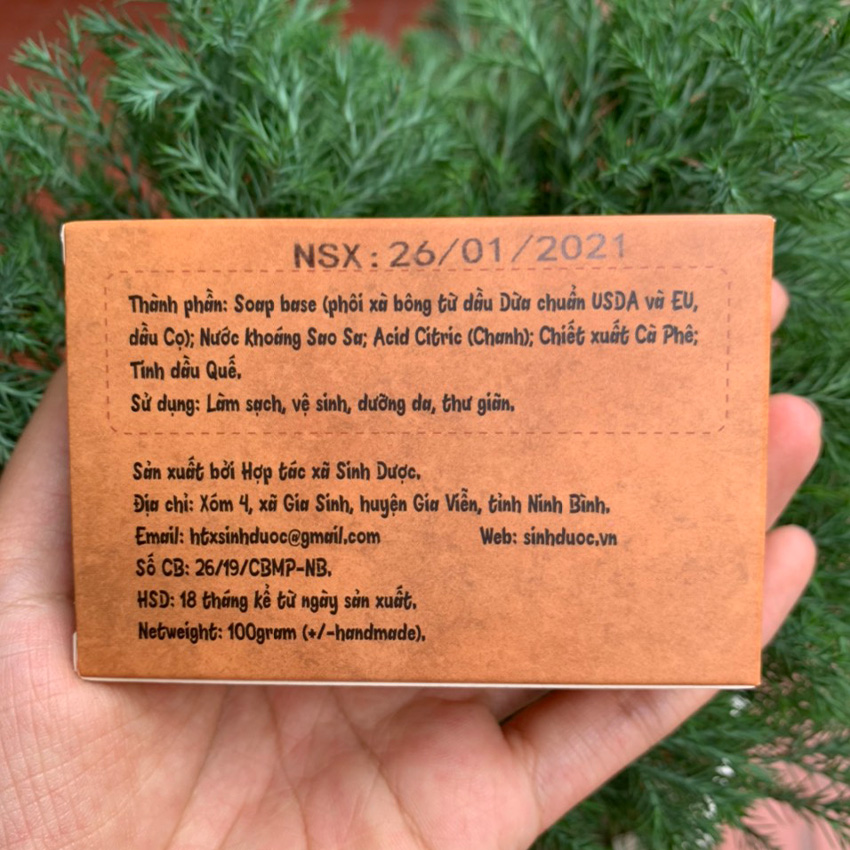 NSX: 26/01/2021
Thành phần: Soap base (phôi xà bông từ dầu Dừa chuẩn USDA và EU,
dầu Cọ); Nước khoáng Sao Sa; Acid Citric (Chanh); Chiết xuất Cà Phê;
Tinh dầu Quế.
Sử dụng: Làm sạch, vệ sinh, dưỡng da, thư giãn.
Sản xuất bởi Hợp tác xã Sinh Dược.
Địa chỉ: Xóm 4, xã Gia Sinh, huyện Gia Viễn, tỉnh Ninh Bình.
Email: htxsinhduoc@gmail.com Web: sinhduoc.vn
Số CB: 26/19/CBMP-NB.
HSD: 18 tháng kể từ ngày sản xuất.
Netweight: 100gram (+/-handmade).